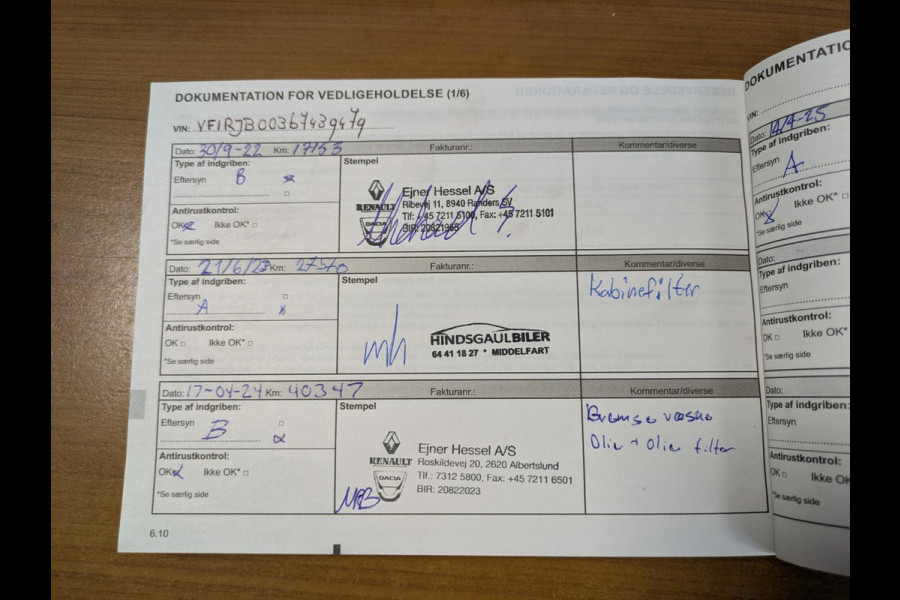 DOKUMENTATION FOR VEDLIGEHOLDELSE (1/6)
VIN: VF1RJB00367439479
Dato: 30/9-22 Km: 17153 Fakturanr.: Kommentar/diverse
Type af indgriben:
Eftersyn B
Antirustkontrol:
OK Ikke OK*
*Se særlig side
Stempel
RENAULT
DACIA
Ejner Hessel A/S
Ribevej 11, 8940 Randers SV
Tlf: +45 7211 5100, Fax: +45 7211 5101
Dato: 21/6/23 Km: 27570 Fakturanr.: Kommentar/diverse
Type af indgriben:
Eftersyn
A
Antirustkontrol:
OK Ikke OK*
*Se særlig side
Stempel
mh
HINDSGAULBILER
64 41 18 27 * MIDDELFART
Kabinefilter
Dato: 17-04-24 Km: 40347 Fakturanr.: Kommentar/diverse
Type af indgriben:
Eftersyn
B
Antirustkontrol:
OK Ikke OK*
*Se særlig side
Stempel
RENAULT
DACIA
Ejner Hessel A/S
Roskildevej 20, 2620 Albertslund
Tlf.: 7312 5800, Fax: +45 7211 6501
BIR: 20822023
Bremse væske
Olie + Olie filter
6.10
DOKUMENTATIO
VIN:
Dato: 14/4-25
Type af indgriben:
Eftersyn
A
Antirustkontrol:
OK Ikke OK*
*Se særlig side
Dato:
Type af indgriben:
Eftersyn
Antirustkontrol:
OK Ikke OK*
*Se særlig side
Dato:
Type af indgriben:
Eftersyn
Antirustkontrol:
OK Ikke OK
*Se særlig side